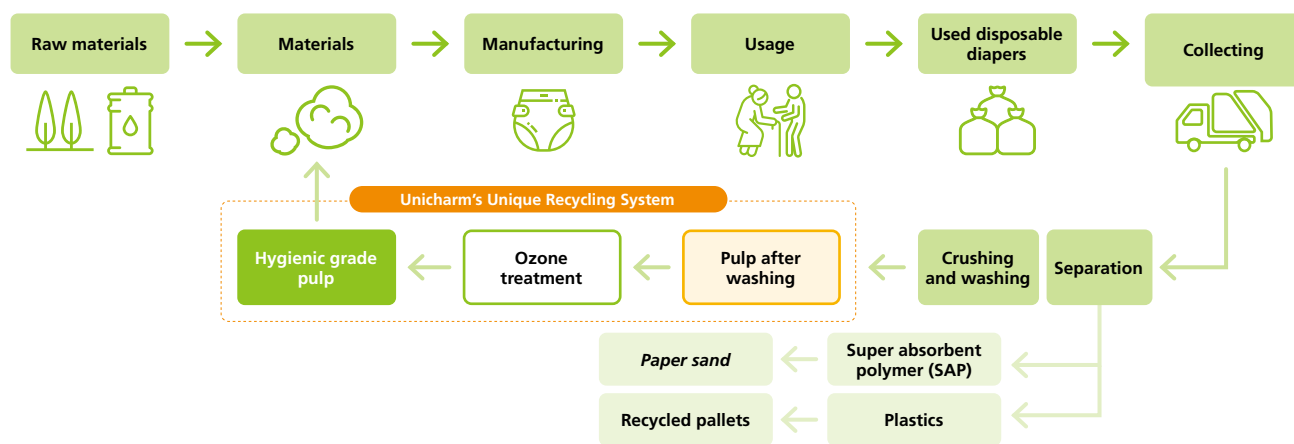 Raw materials
Materials
Manufacturing
Usage
Used disposable
diapers
Collecting
Unicharm's Unique Recycling System
Hygienic grade
pulp
Ozone
treatment
Pulp after
washing
Crushing
and washing
Separation
Paper sand
Super absorbent
polymer (SAP)
Recycled pallets
Plastics